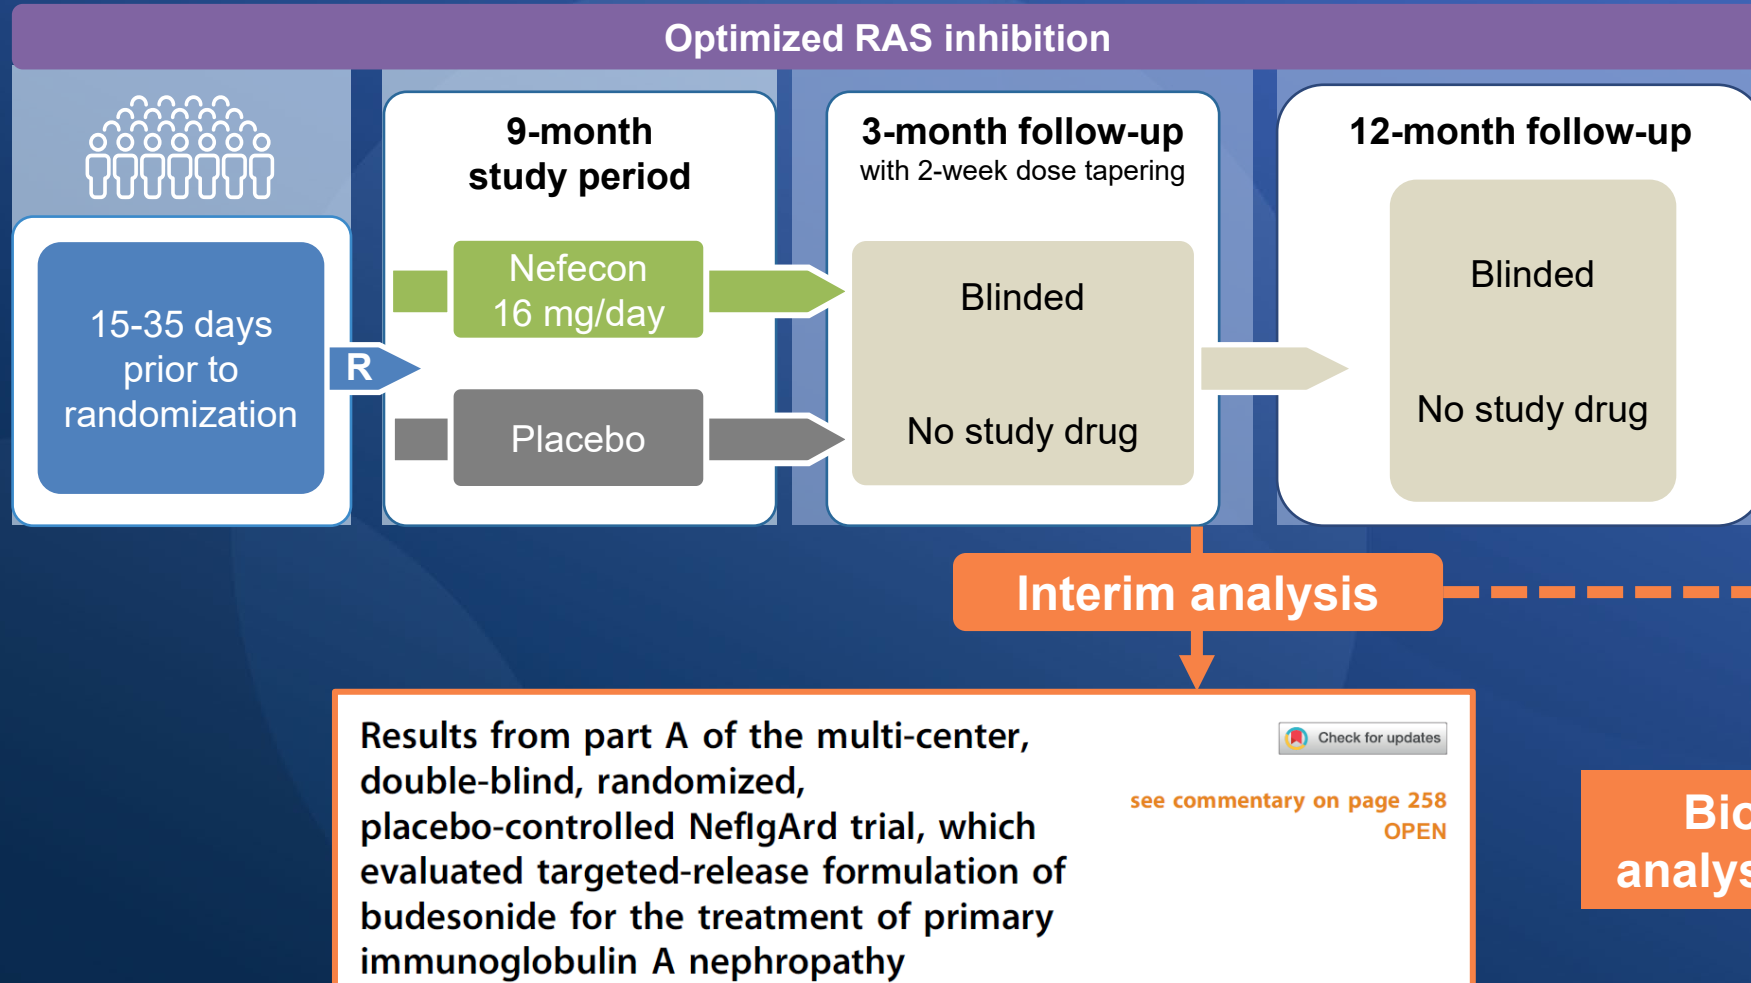 Optimized RAS inhibition
15-35 days
prior to
randomization
R
9-month
study period
Nefecon
16 mg/day
Placebo
3-month follow-up
with 2-week dose tapering
Blinded
No study drug
12-month follow-up
Blinded
No study drug
Interim analysis
Results from part A of the multi-center,
double-blind, randomized,
placebo-controlled NefIgArd trial, which
evaluated targeted-release formulation of
budesonide for the treatment of primary
immunoglobulin A nephropathy
Check for updates
see commentary on page 258
OPEN